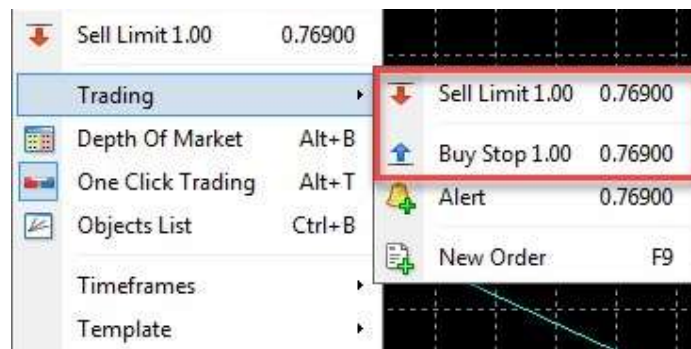 Sell Limit 1.00 0.76900
Trading
Depth Of Market Alt+B
One Click Trading Alt+T
Objects List Ctrl+B
Timeframes
Template
Sell Limit 1.00 0.76900
Buy Stop 1.00 0.76900
Alert 0.76900
New Order F9